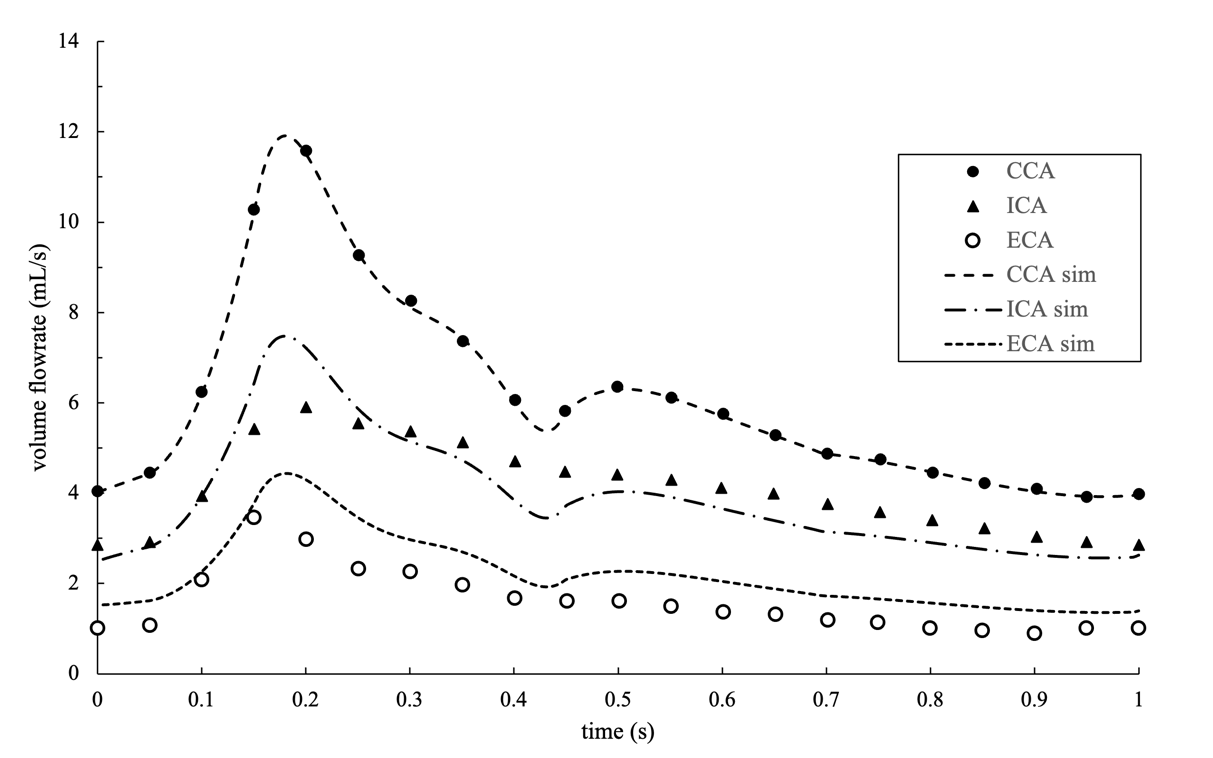 14
12
10
8
6
4
2
0
volume flowrate (mL/s)
CCA
ICA
ECA
CCA sim
ICA sim
ECA sim
0 0.1 0.2 0.3 0.4 0.5 0.6 0.7 0.8 0.9 1
time (s)